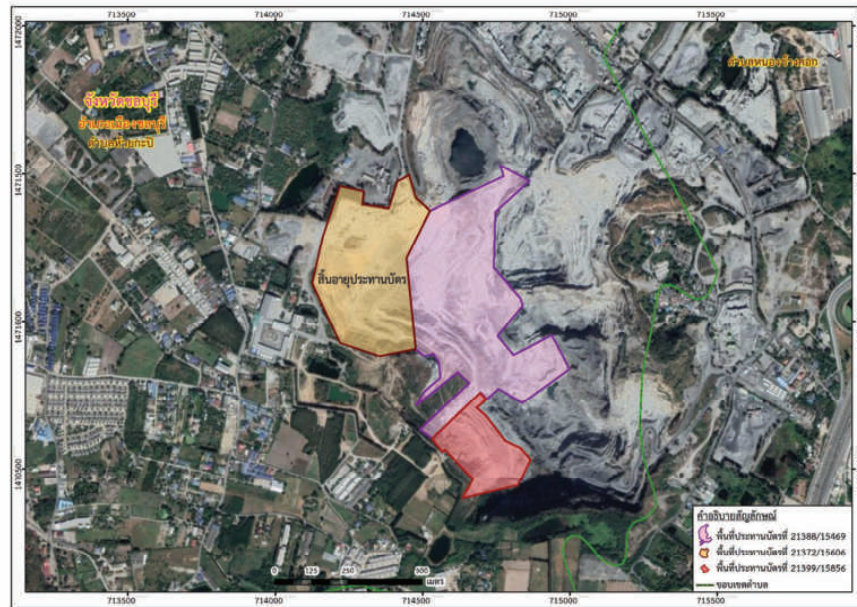 713500 714000 714500 715000 715500
1472000
1471500
1471000
1470500
จังหวัดชลบุรี
อำเภอเมืองชลบุรี
ตำบลห้วยกะปิ
ตำบลหนองข้างคอก
สิ้นอายุประทานบัตร
0 125 250 500
เมตร
คำอธิบายสัญลักษณ์
พื้นที่ประทานบัตรที่ 21388/15469
พื้นที่ประทานบัตรที่ 21372/15606
พื้นที่ประทานบัตรที่ 21399/15856
ขอบเขตตำบล
713500 714000 714500 715000 715500